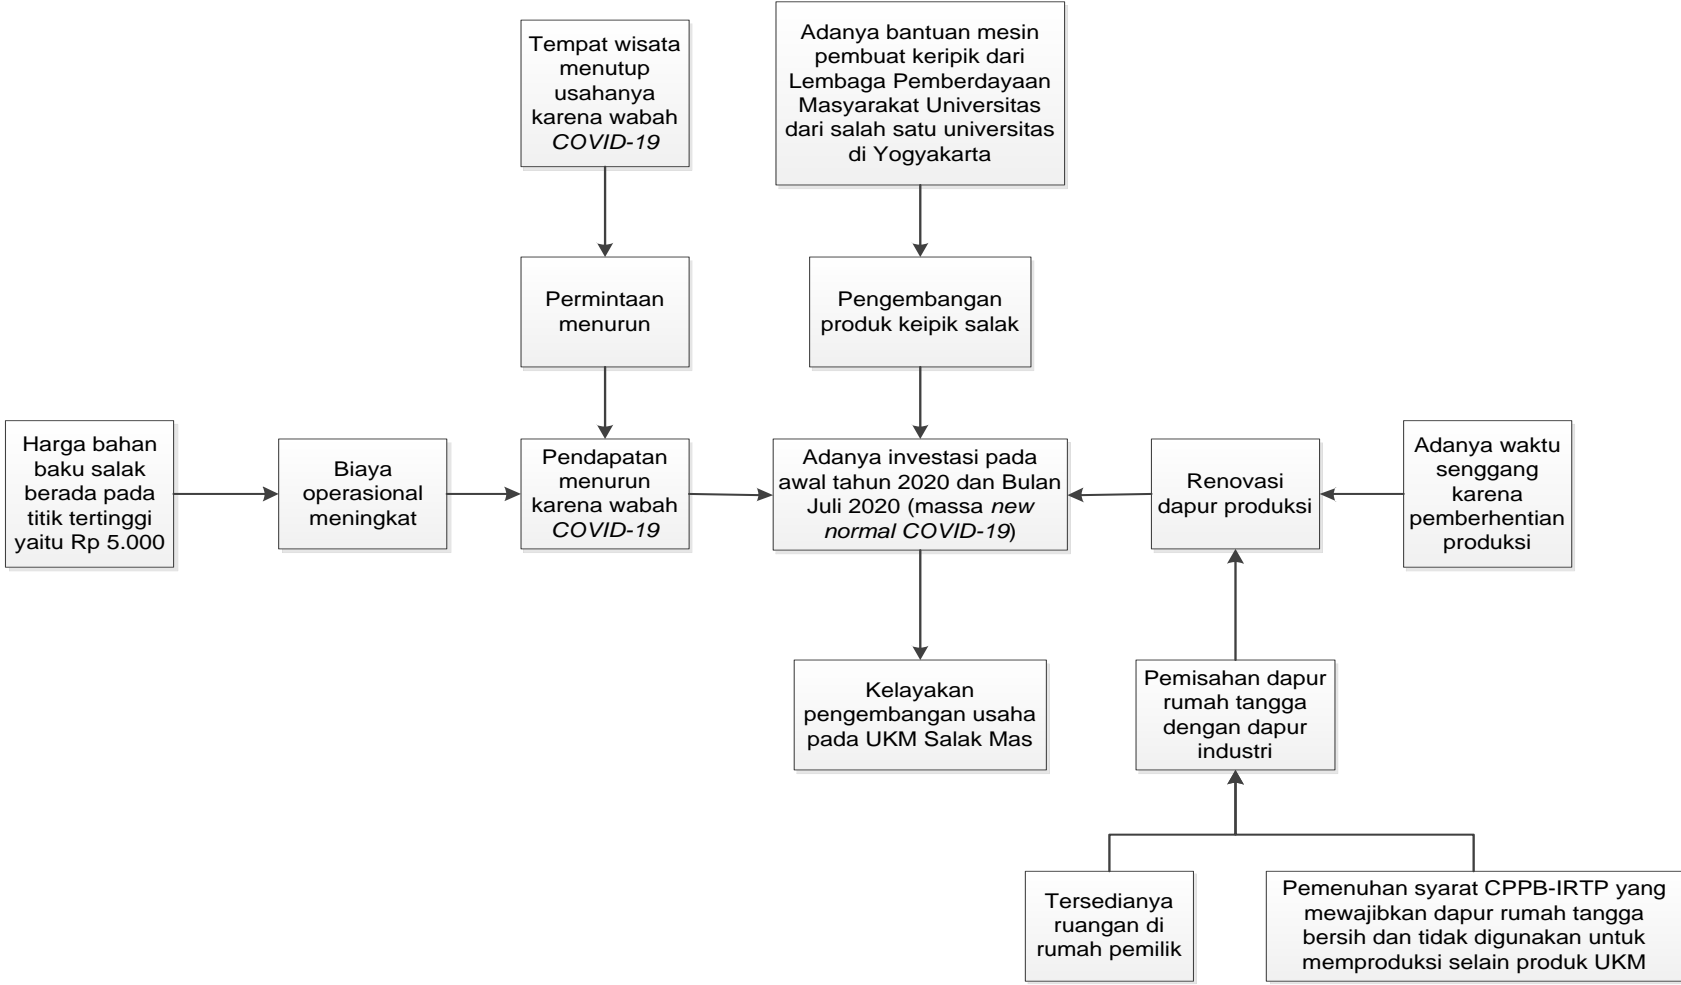 Tempat wisata
menutup
usahanya
karena wabah
COVID-19
Adanya bantuan mesin
pembuat keripik dari
Lembaga Pemberdayaan
Masyarakat Universitas
dari salah satu universitas
di Yogyakarta
Permintaan
menurun
Pengembangan
produk keipik salak
Harga bahan
baku salak
berada pada
titik tertinggi
yaitu Rp 5.000
Biaya
operasional
meningkat
Pendapatan
menurun
karena wabah
COVID-19
Adanya investasi pada
awal tahun 2020 dan Bulan
Juli 2020 (massa new
normal COVID-19)
Renovasi
dapur produksi
Adanya waktu
senggang
karena
pemberhentian
produksi
Kelayakan
pengembangan usaha
pada UKM Salak Mas
Pemisahan dapur
rumah tangga
dengan dapur
industri
Tersedianya
ruangan di
rumah pemilik
Pemenuhan syarat CPPB-IRTP yang
mewajibkan dapur rumah tangga
bersih dan tidak digunakan untuk
memproduksi selain produk UKM